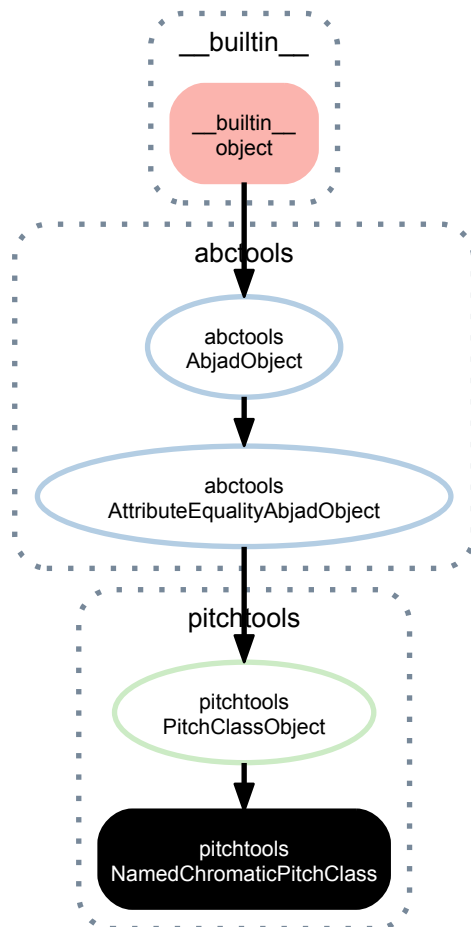 __builtin__
__builtin__
object
abctools
abctools
AbjadObject
abctools
AttributeEqualityAbjadObject
pitchtools
pitchtools
PitchClassObject
pitchtools
NamedChromaticPitchClass